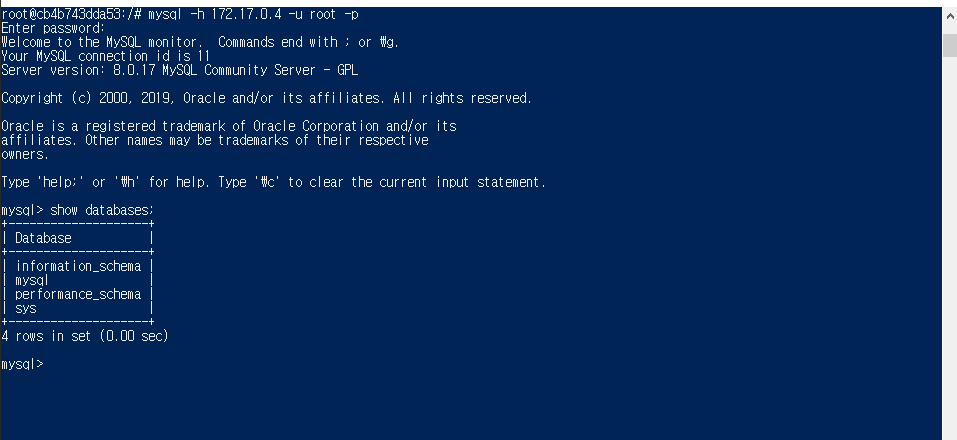 root@cb4b743dda53:/# mysql -h 172.17.0.4 -u root -p
Enter password:
Welcome to the MySQL monitor.  Commands end with ; or ₩g.
Your MySQL connection id is 11
Server version: 8.0.17 MySQL Community Server - GPL
Copyright (c) 2000, 2019, Oracle and/or its affiliates. All rights reserved.
Oracle is a registered trademark of Oracle Corporation and/or its
affiliates. Other names may be trademarks of their respective
owners.
Type 'help;' or '₩h' for help. Type '₩c' to clear the current input statement.
mysql> show databases;
+--------------------+
| Database           |
+--------------------+
| information_schema |
| mysql              |
| performance_schema |
| sys                |
+--------------------+
4 rows in set (0.00 sec)
mysql>